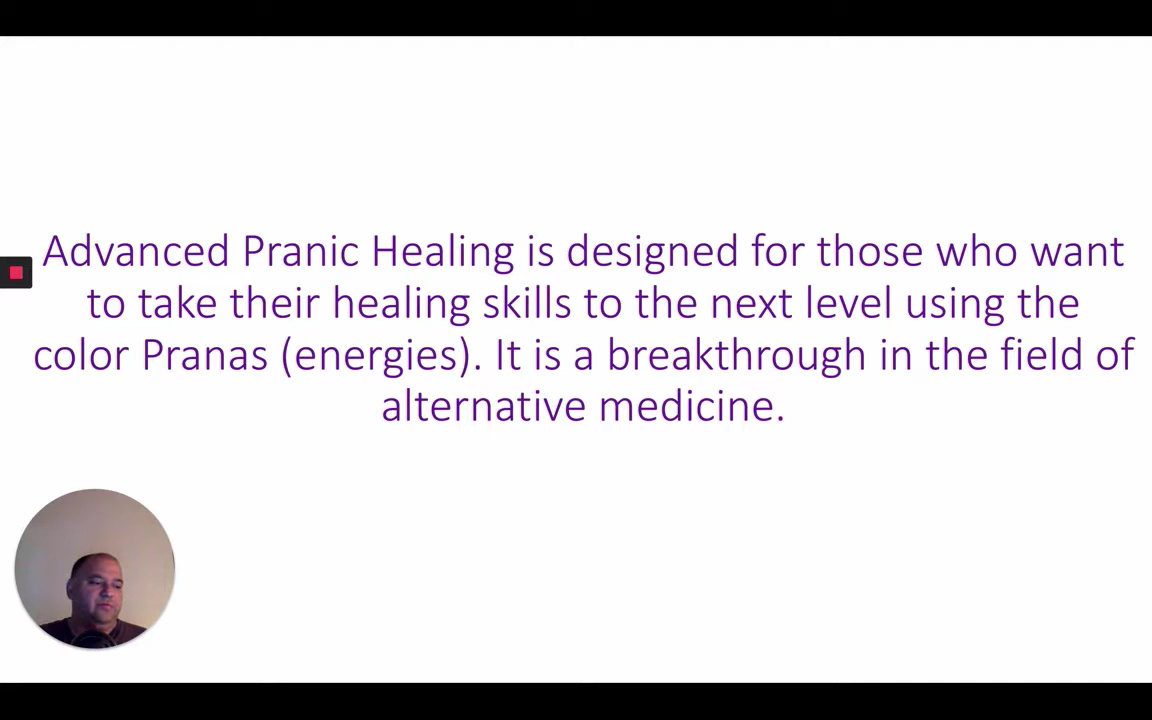 Advanced Pranic Healing is designed for those who want
to take their healing skills to the next level using the
color Pranas (energies). It is a breakthrough in the field of
alternative medicine.